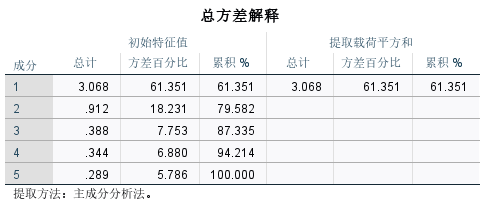 总方差解释
初始特征值 提取载荷平方和
成分 总计 方差百分比 累积 % 总计 方差百分比 累积 %
1 3.068 61.351 61.351 3.068 61.351 61.351
2 .912 18.231 79.582
3 .388 7.753 87.335
4 .344 6.880 94.214
5 .289 5.786 100.000
提取方法：主成分分析法。